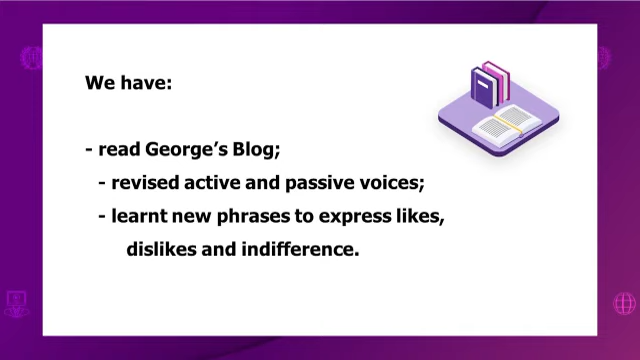 We have:
- read George’s Blog;
- revised active and passive voices;
- learnt new phrases to express likes,
dislikes and indifference.